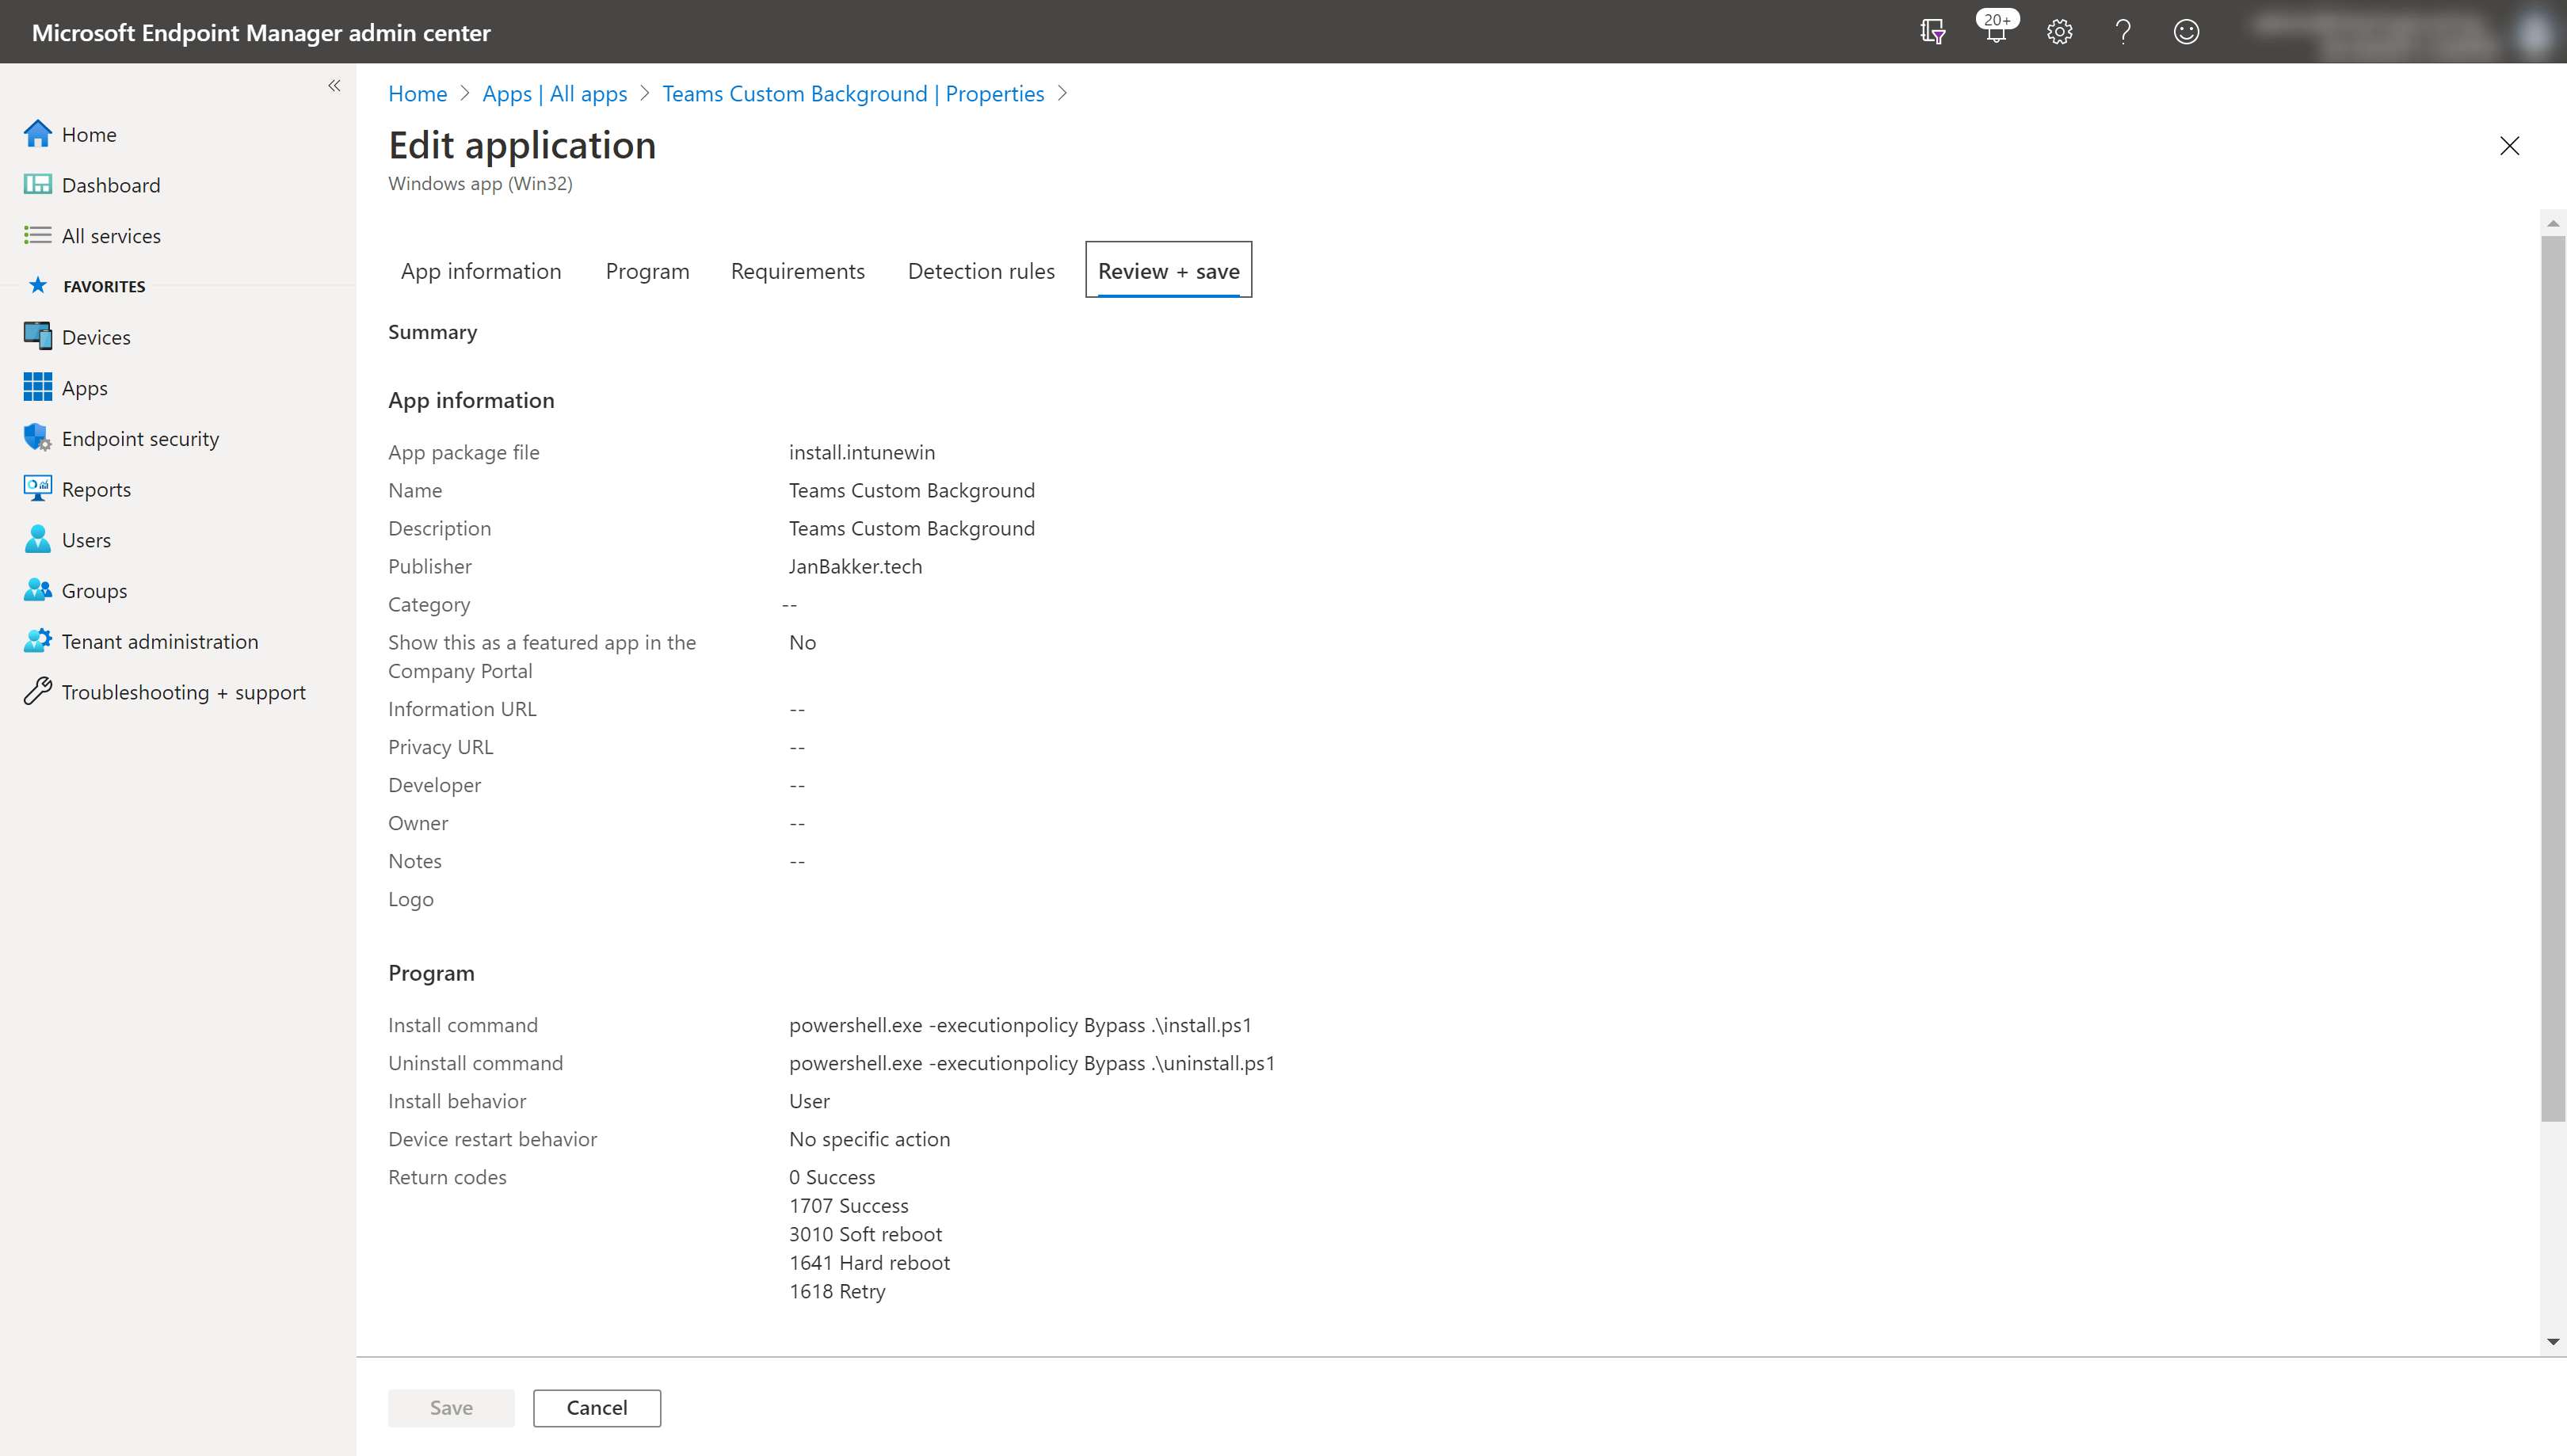 Microsoft Endpoint Manager admin center
20+
Home > Apps | All apps > Teams Custom Background | Properties >
Edit application
Windows app (Win32)
Home
Dashboard
All services
FAVORITES
Devices
Apps
Endpoint security
Reports
Users
Groups
Tenant administration
Troubleshooting + support
App information Program Requirements Detection rules Review + save
Summary
App information
App package file install.intunewin
Name Teams Custom Background
Description Teams Custom Background
Publisher JanBakker.tech
Category --
Show this as a featured app in the No
Company Portal
Information URL --
Privacy URL --
Developer --
Owner --
Notes --
Logo
Program
Install command powershell.exe -executionpolicy Bypass .\install.ps1
Uninstall command powershell.exe -executionpolicy Bypass .\uninstall.ps1
Install behavior User
Device restart behavior No specific action
Return codes 0 Success
1707 Success
3010 Soft reboot
1641 Hard reboot
1618 Retry
Save Cancel